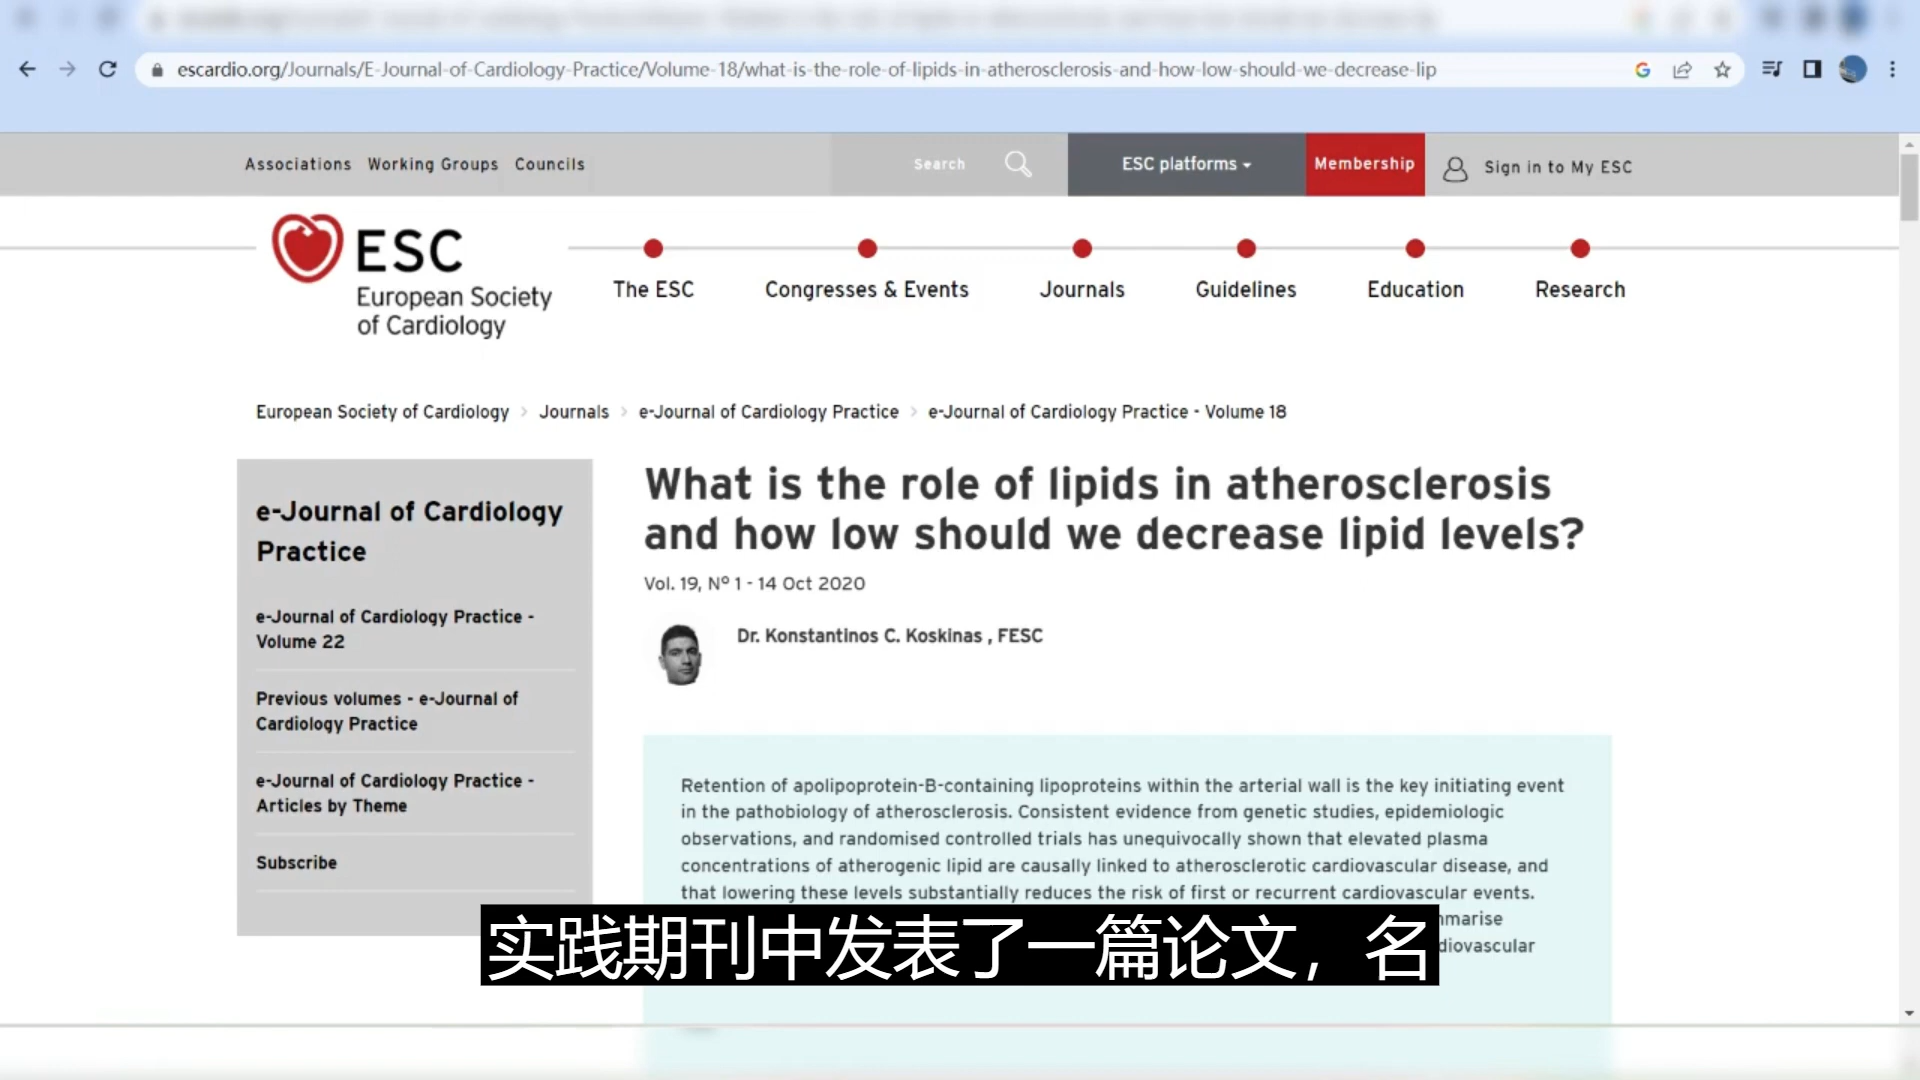 escardio.org/Journals/E-Journal-of-Cardiology-Practice/Volume-18/what-is-the-role-of-lipids-in-atherosclerosis-and-how-low-should-we-decrease-lip
Associations Working Groups Councils Search ESC platforms Membership Sign in to My ESC
ESC
European Society
of Cardiology
The ESC Congresses & Events Journals Guidelines Education Research
European Society of Cardiology > Journals > e-Journal of Cardiology Practice > e-Journal of Cardiology Practice - Volume 18
e-Journal of Cardiology
Practice
e-Journal of Cardiology Practice -
Volume 22
Previous volumes - e-Journal of
Cardiology Practice
e-Journal of Cardiology Practice -
Articles by Theme
Subscribe
What is the role of lipids in atherosclerosis
and how low should we decrease lipid levels?
Vol. 19, Nº 1 - 14 Oct 2020
Dr. Konstantinos C. Koskinas , FESC
Retention of apolipoprotein-B-containing lipoproteins within the arterial wall is the key initiating event
in the pathobiology of atherosclerosis. Consistent evidence from genetic studies, epidemiologic
observations, and randomised controlled trials has unequivocally shown that elevated plasma
concentrations of atherogenic lipid are causally linked to atherosclerotic cardiovascular disease, and
that lowering these levels substantially reduces the risk of first or recurrent cardiovascular events.
实践期刊中发表了一篇论文，名